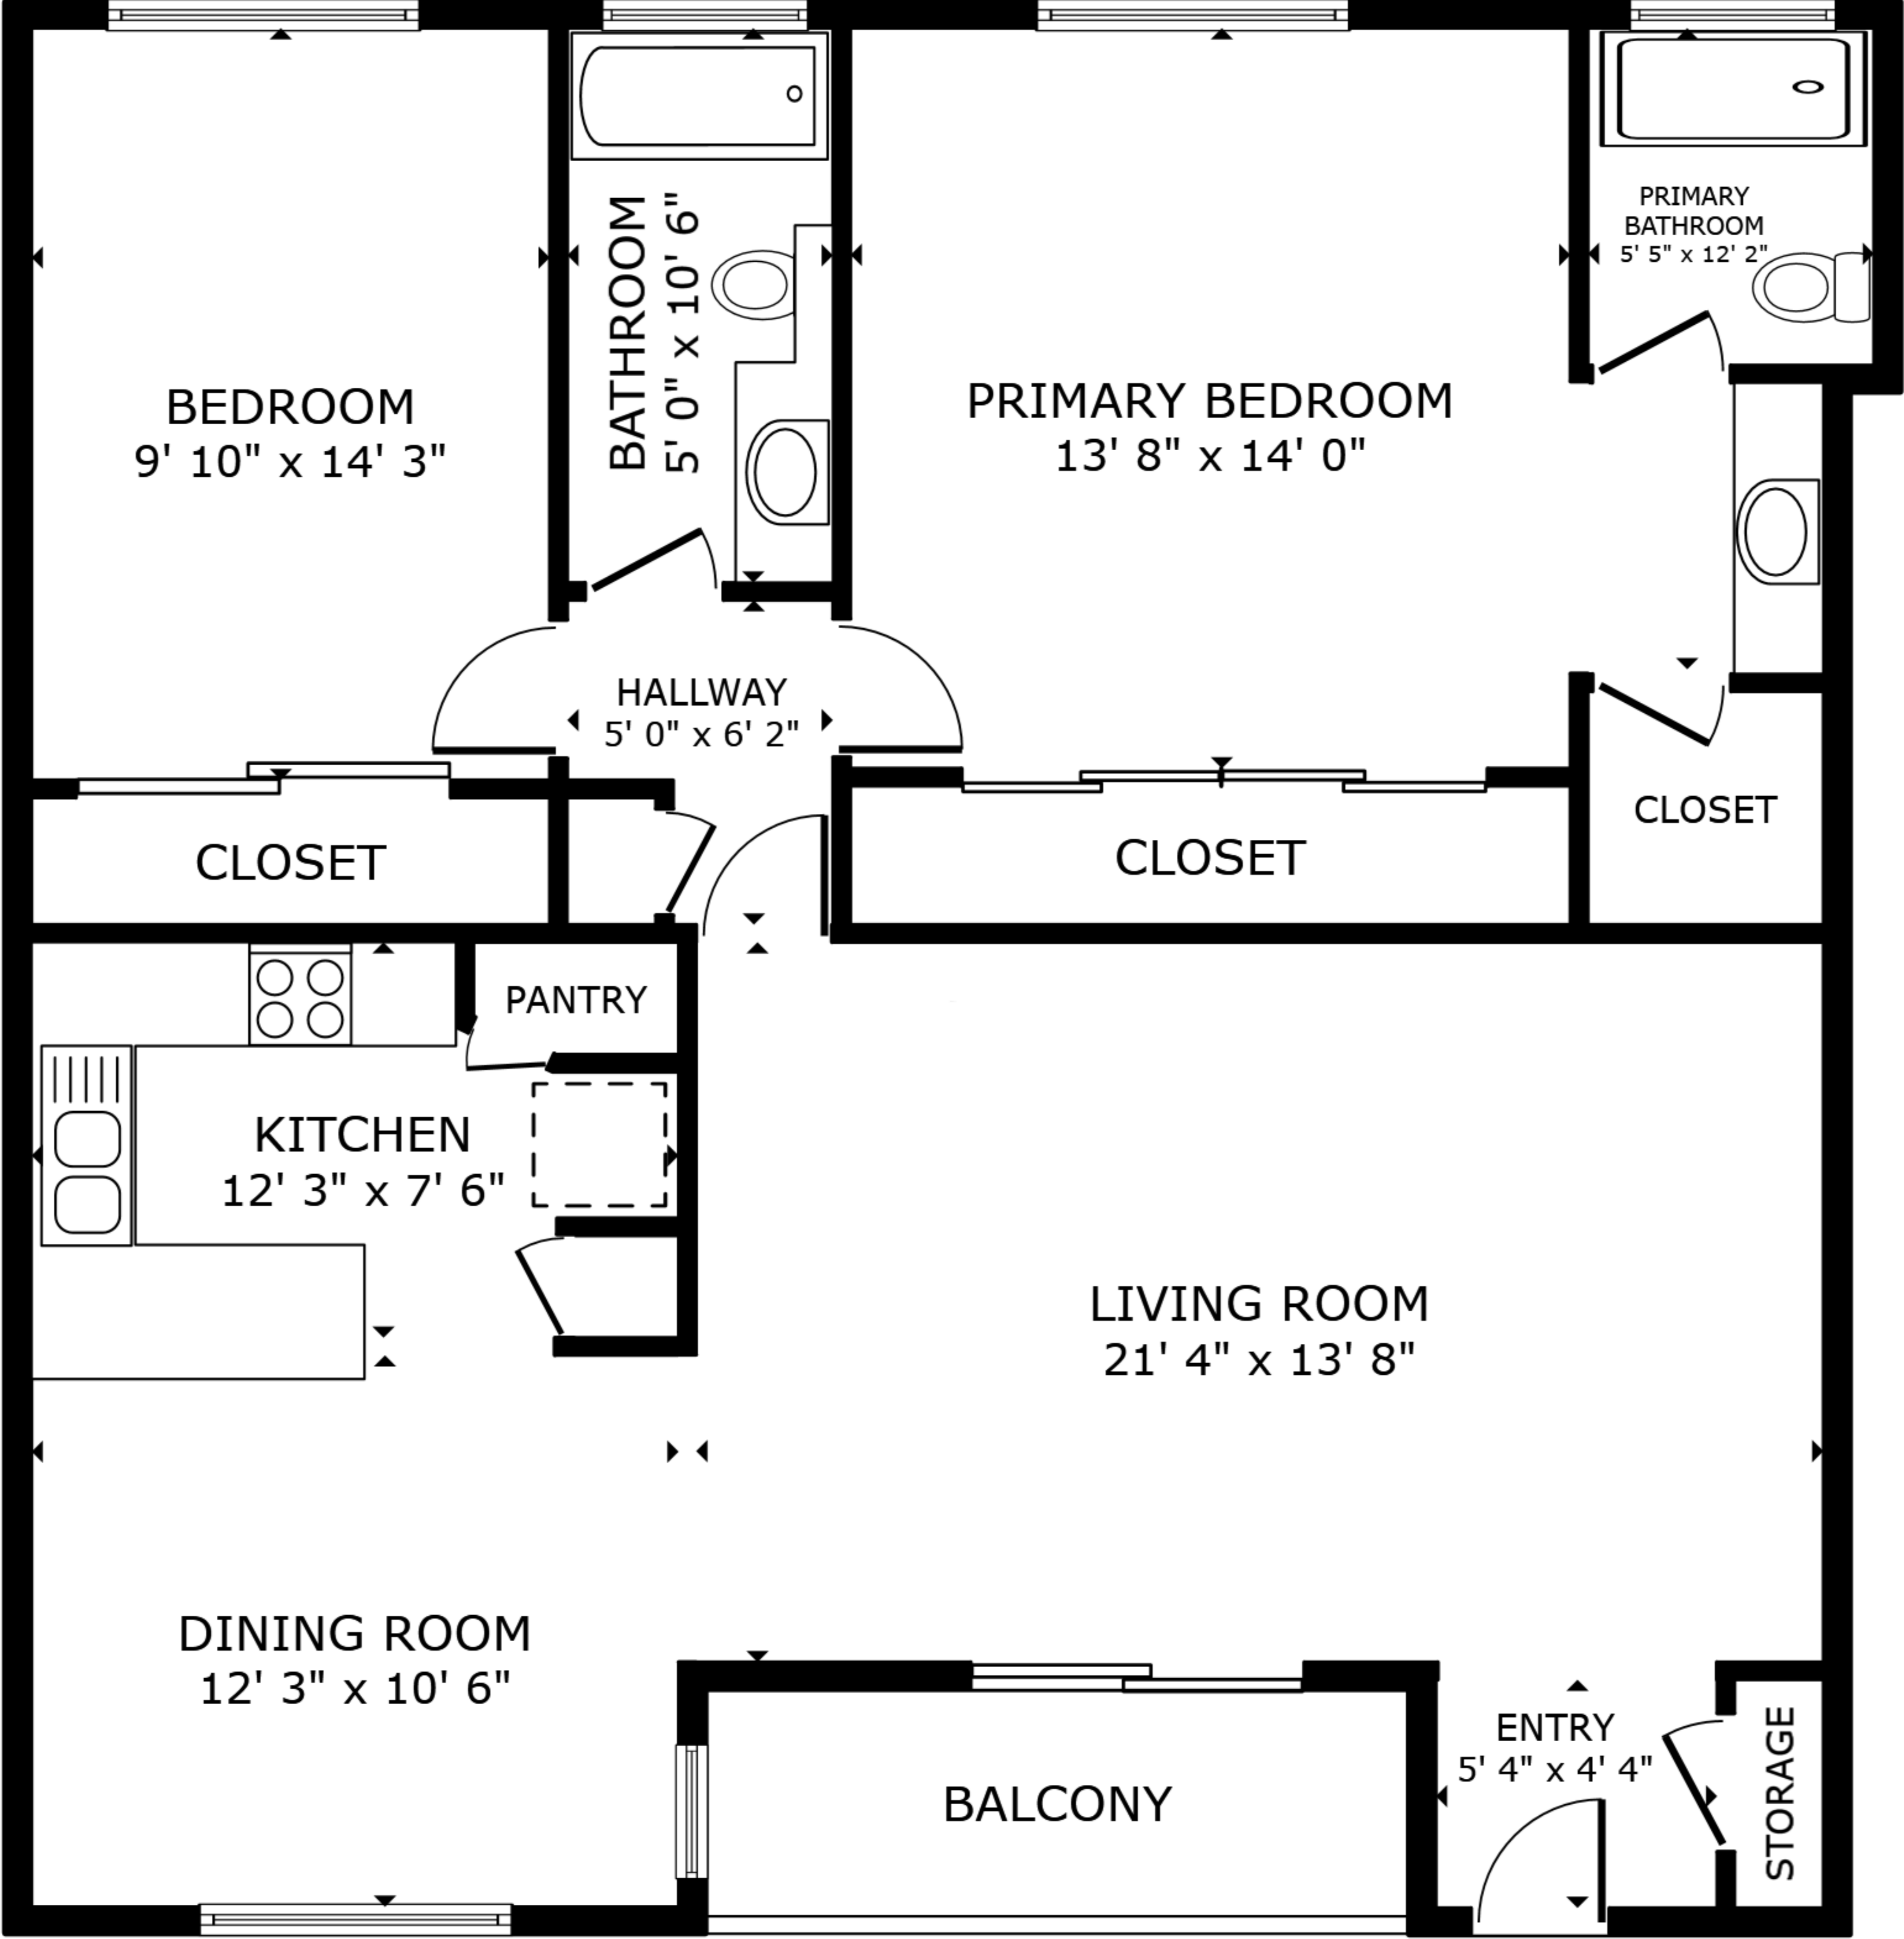 BEDROOM
9' 10" x 14' 3"
BATHROOM
5' 0" x 10' 6"
PRIMARY BEDROOM
13' 8" x 14' 0"
PRIMARY
BATHROOM
5' 5" x 12' 2"
HALLWAY
5' 0" x 6' 2"
CLOSET
CLOSET
CLOSET
PANTRY
KITCHEN
12' 3" x 7' 6"
LIVING ROOM
21' 4" x 13' 8"
DINING ROOM
12' 3" x 10' 6"
BALCONY
ENTRY
5' 4" x 4' 4"
STORAGE